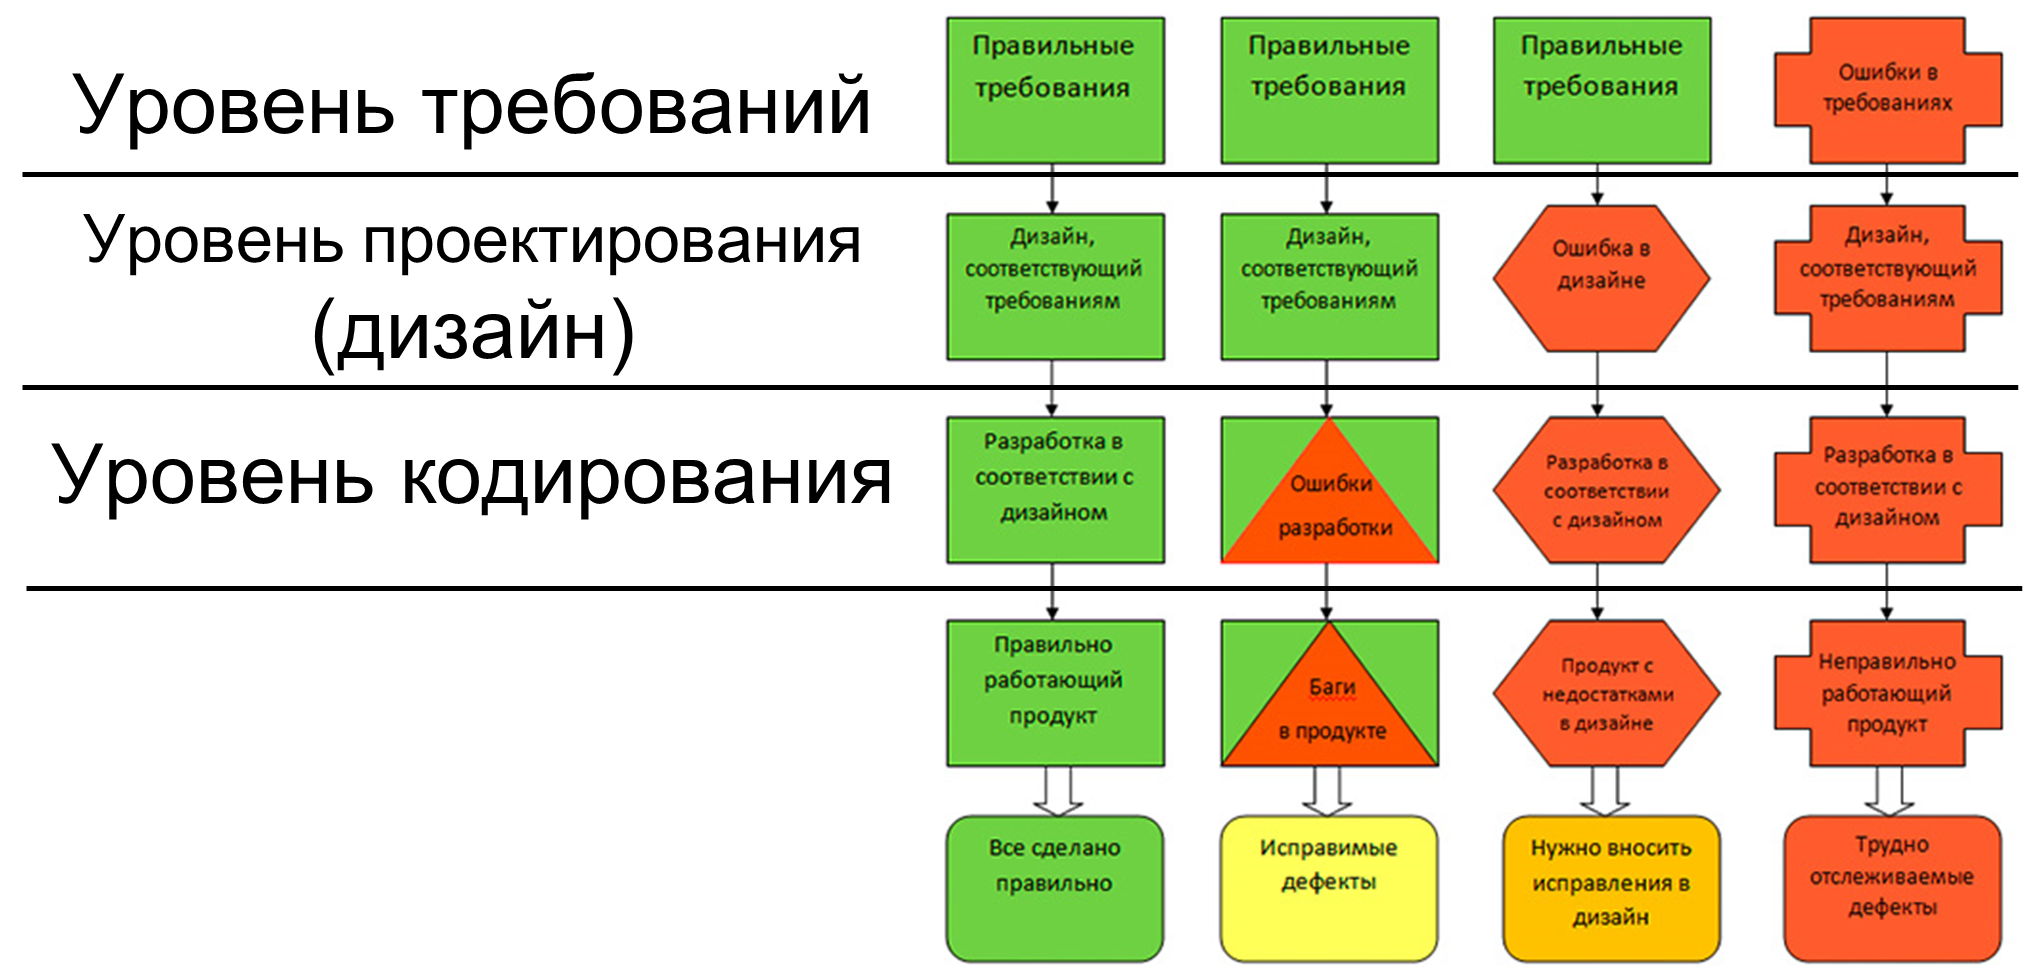 Уровень требований
Правильные
требования
Правильные
требования
Правильные
требования
Ошибки в
требованиях
Уровень проектирования
(дизайн)
Дизайн,
соответствующий
требованиям
Дизайн,
соответствующий
требованиям
Ошибка в
дизайне
Дизайн,
соответствующий
требованиям
Уровень кодирования
Разработка в
соответствии с
дизайном
Ошибки
разработки
Разработка в
соответствии
с дизайном
Разработка в
соответствии с
дизайном
Правильно
работающий
продукт
Баги
в продукте
Продукт с
недостатками
в дизайне
Неправильно
работающий
продукт
Все сделано
правильно
Исправимые
дефекты
Нужно вносить
исправления в
дизайн
Трудно
отслеживаемые
дефекты